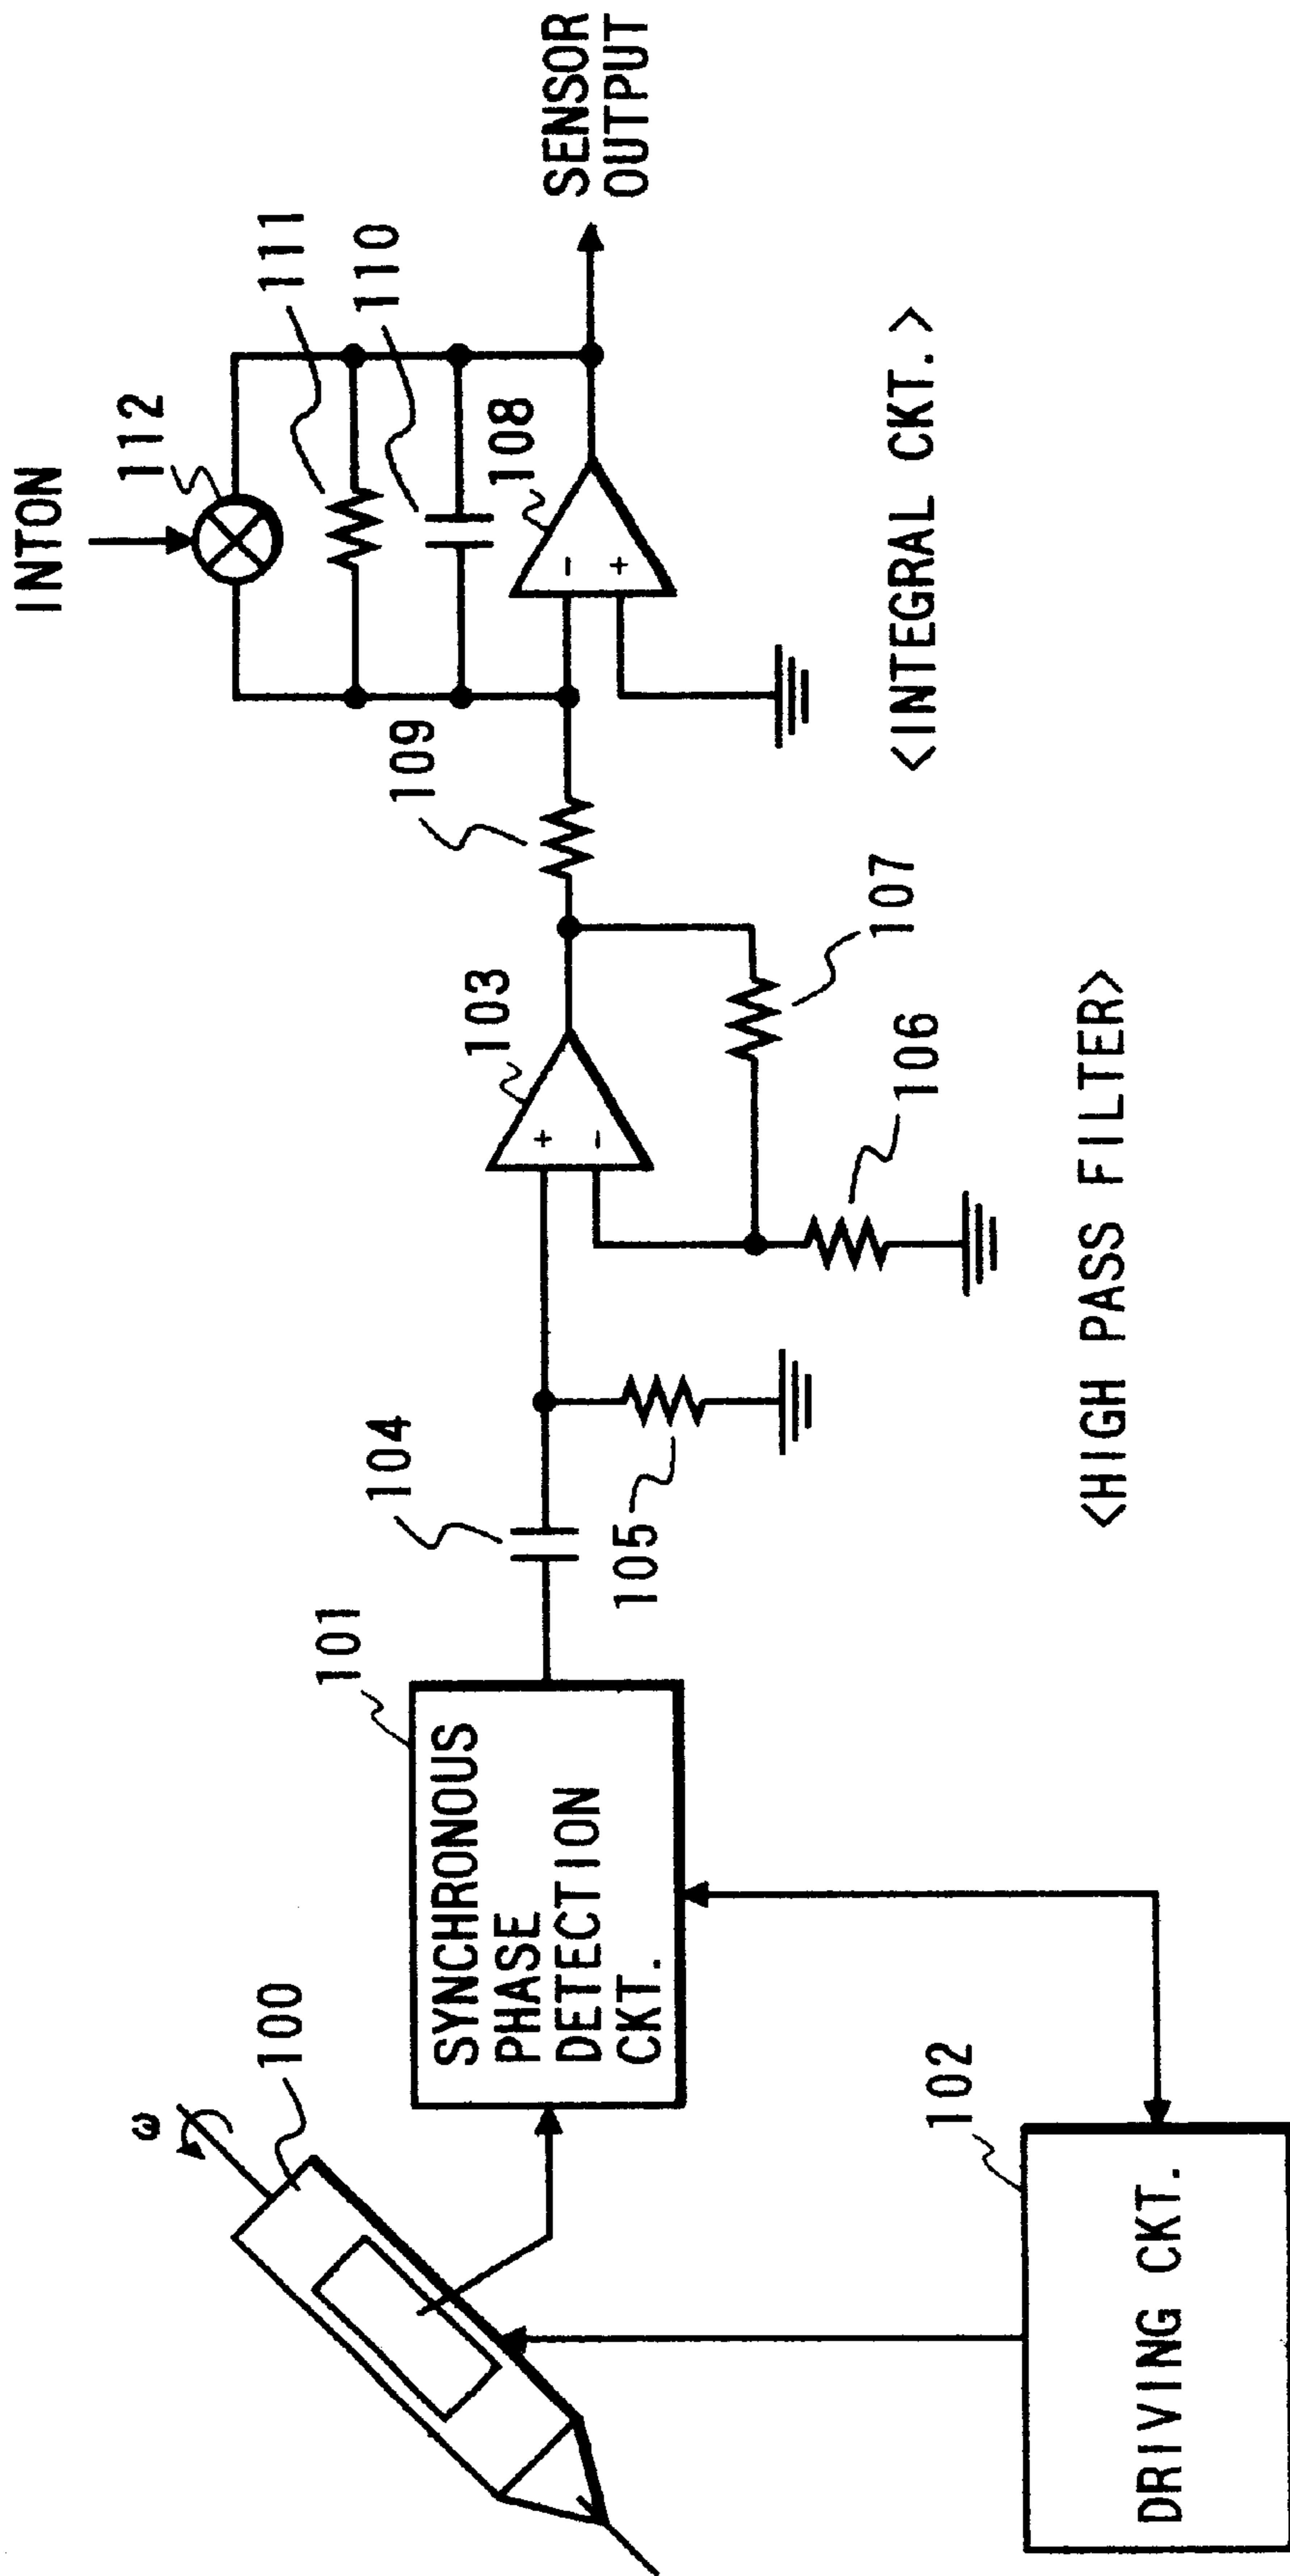 INTON
112
111
110
108
SENSOR
OUTPUT
109
<INTEGRAL CKT.>
103
107
106
<HIGH PASS FILTER>
104
105
101
SYNCHRONOUS
PHASE
DETECTION
CKT.
ω
100
102
DRIVING CKT.
+
-
-
+